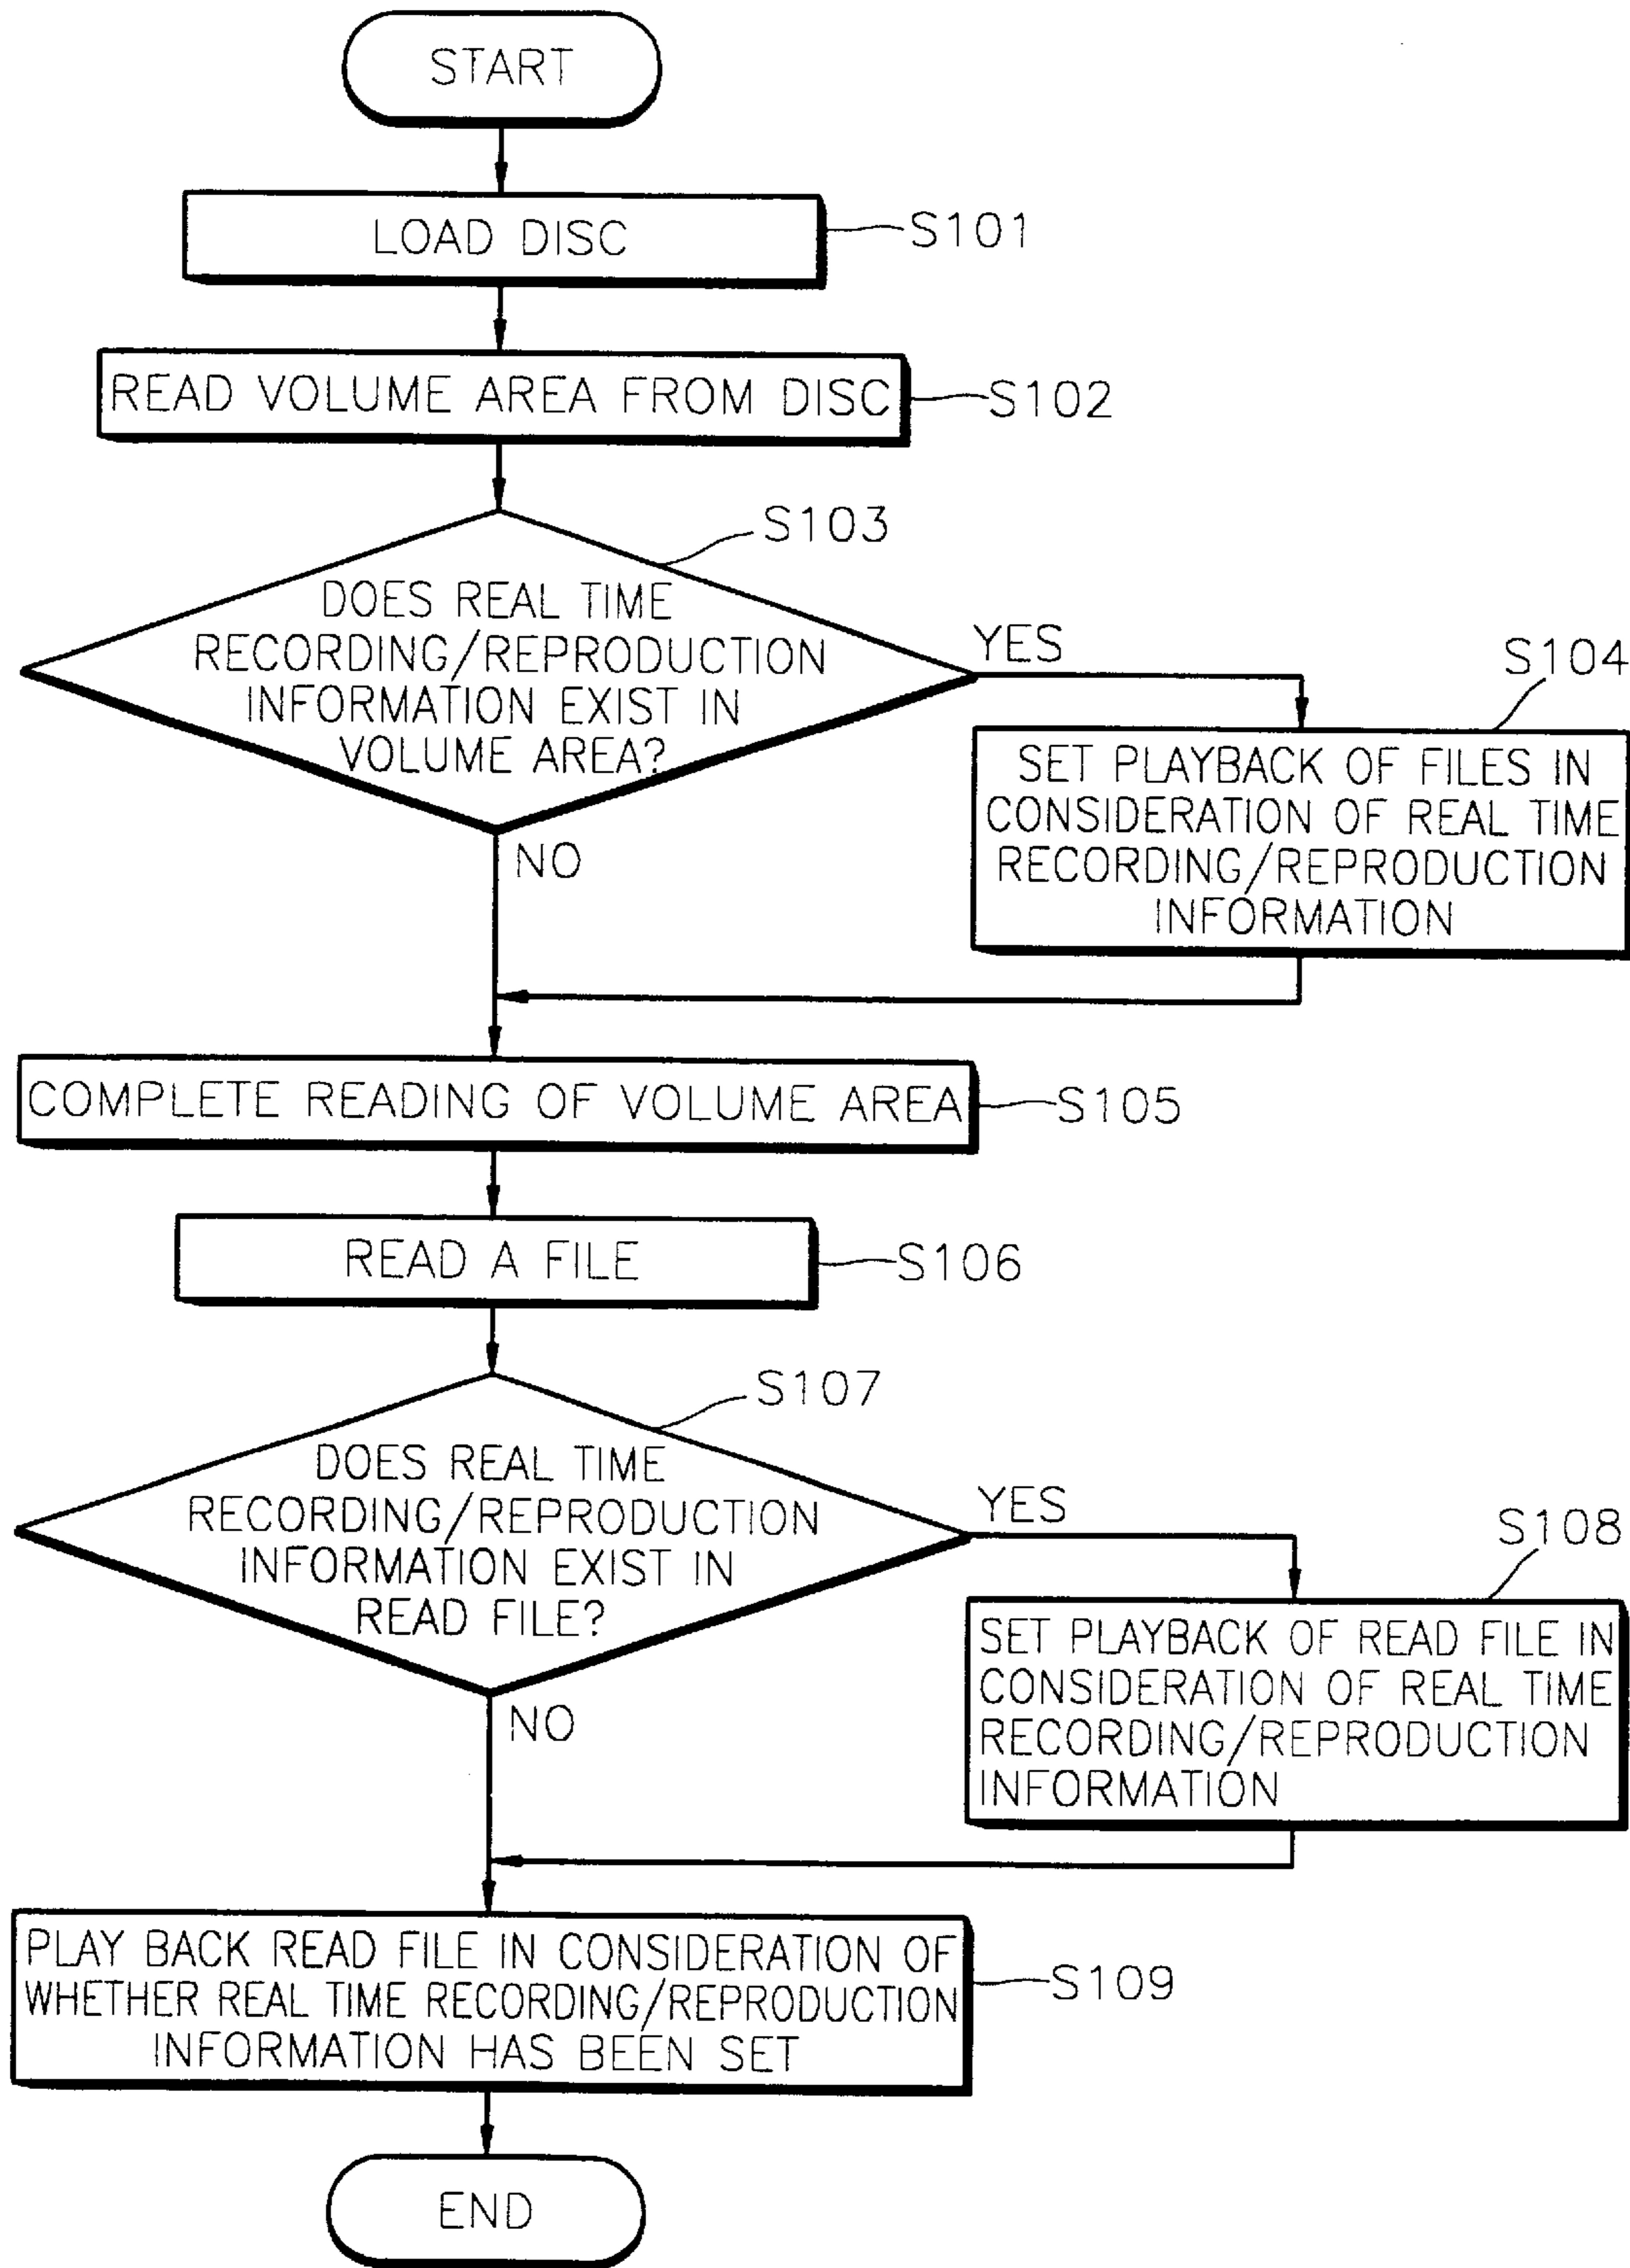 START
LOAD DISC
S101
READ VOLUME AREA FROM DISC
S102
S103
DOES REAL TIME
RECORDING/REPRODUCTION
INFORMATION EXIST IN
VOLUME AREA?
YES
NO
S104
SET PLAYBACK OF FILES IN
CONSIDERATION OF REAL TIME
RECORDING/REPRODUCTION
INFORMATION
COMPLETE READING OF VOLUME AREA
S105
READ A FILE
S106
S107
DOES REAL TIME
RECORDING/REPRODUCTION
INFORMATION EXIST IN
READ FILE?
YES
NO
S108
SET PLAYBACK OF READ FILE IN
CONSIDERATION OF REAL TIME
RECORDING/REPRODUCTION
INFORMATION
PLAY BACK READ FILE IN CONSIDERATION OF
WHETHER REAL TIME RECORDING/REPRODUCTION
INFORMATION HAS BEEN SET
S109
END